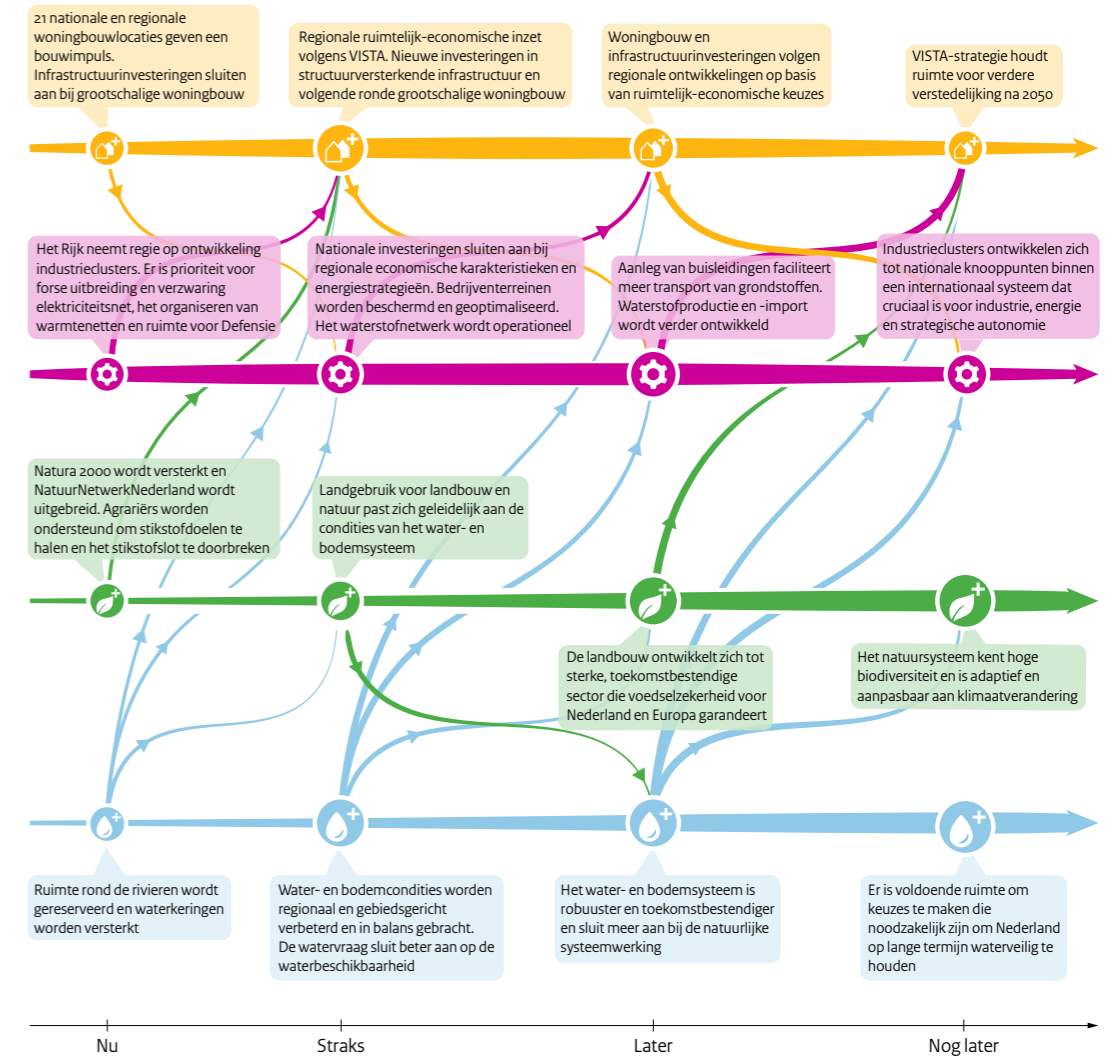 21 nationale en regionale
woningbouwlocaties geven een
bouwimpuls.
Infrastructuurinvesteringen sluiten
aan bij grootschalige woningbouw
Regionale ruimtelijk-economische inzet
volgens VISTA. Nieuwe investeringen in
structuurversterkende infrastructuur en
volgende ronde grootschalige woningbouw
Woningbouw en
infrastructuurinvesteringen volgen
regionale ontwikkelingen op basis
van ruimtelijk-economische keuzes
VISTA-strategie houdt
ruimte voor verdere
verstedelijking na 2050
Het Rijk neemt regie op ontwikkeling
industrieclusters. Er is prioriteit voor
forse uitbreiding en verzwaring
elektriciteitsnet, het organiseren van
warmtenetten en ruimte voor Defensie
Nationale investeringen sluiten aan bij
regionale economische karakteristieken en
energiestrategieën. Bedrijventerreinen
worden beschermd en geoptimaliseerd.
Het waterstofnetwerk wordt operationeel
Aanleg van buisleidingen faciliteert
meer transport van grondstoffen.
Waterstofproductie en -import
wordt verder ontwikkeld
Industrieclusters ontwikkelen zich
tot nationale knooppunten binnen
een internationaal systeem dat
cruciaal is voor industrie, energie
en strategische autonomie
Natura 2000 wordt versterkt en
NatuurNetwerkNederland wordt
uitgebreid. Agrariërs worden
ondersteund om stikstofdoelen te
halen en het stikstofslot te doorbreken
Landgebruik voor landbouw en
natuur past zich geleidelijk aan de
condities van het water- en
bodemsysteem
De landbouw ontwikkelt zich tot
sterke, toekomstbestendige
sector die voedselzekerheid voor
Nederland en Europa garandeert
Het natuursysteem kent hoge
biodiversiteit en is adaptief en
aanpasbaar aan klimaatverandering
Ruimte rond de rivieren wordt
gereserveerd en waterkeringen
worden versterkt
Water- en bodemcondities worden
regionaal en gebiedsgericht
verbeterd en in balans gebracht.
De watervraag sluit beter aan op de
waterbeschikbaarheid
Het water- en bodemsysteem is
robuuster en toekomstbestendiger
en sluit meer aan bij de natuurlijke
systeemwerking
Er is voldoende ruimte om
keuzes te maken die
noodzakelijk zijn om Nederland
op lange termijn waterveilig te
houden
Nu
Straks
Later
Nog later